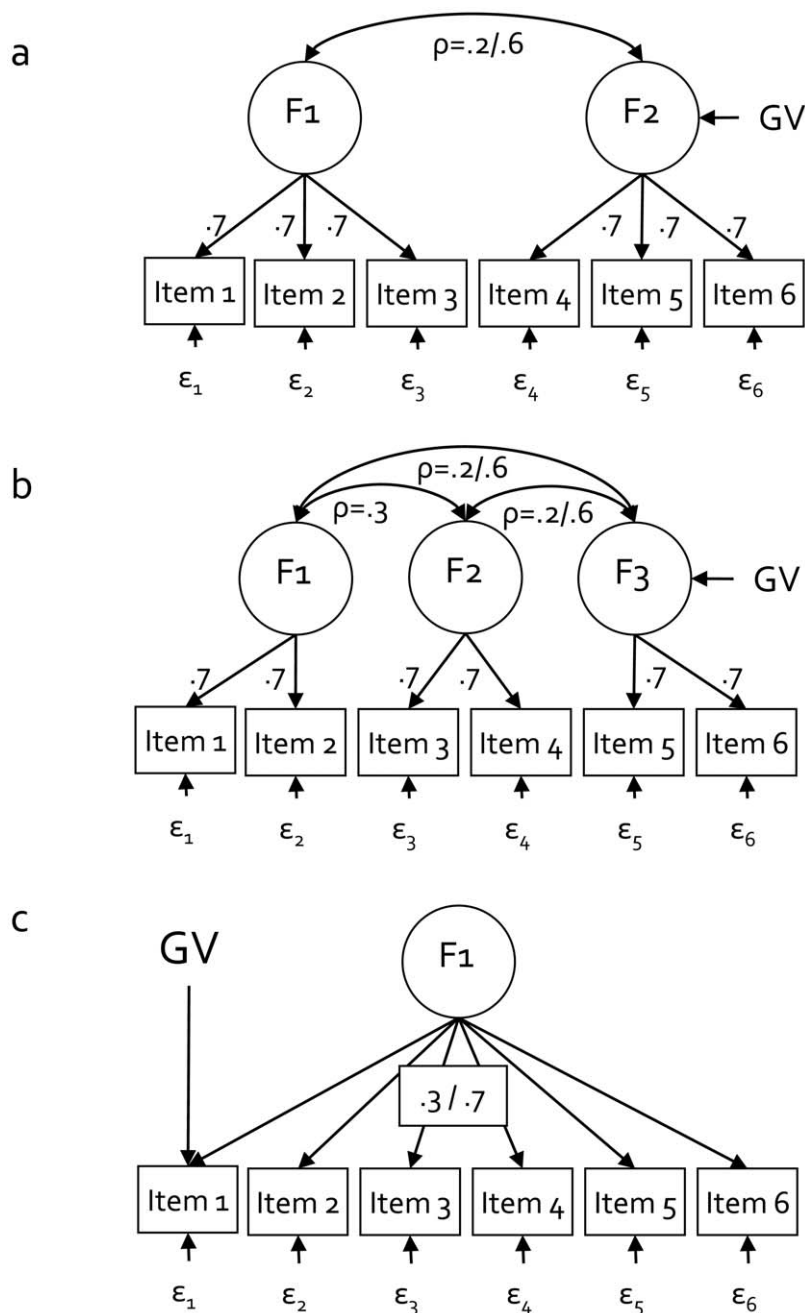 a
ρ=.2/.6
F1 F2 GV
.7 .7 .7 .7 .7 .7
Item 1 Item 2 Item 3 Item 4 Item 5 Item 6
ε₁ ε₂ ε₃ ε₄ ε₅ ε₆
b
ρ=.2/.6
ρ=.3 ρ=.2/.6
F1 F2 F3 GV
.7 .7 .7 .7 .7 .7
Item 1 Item 2 Item 3 Item 4 Item 5 Item 6
ε₁ ε₂ ε₃ ε₄ ε₅ ε₆
c
GV F1
.3 / .7
Item 1 Item 2 Item 3 Item 4 Item 5 Item 6
ε₁ ε₂ ε₃ ε₄ ε₅ ε₆